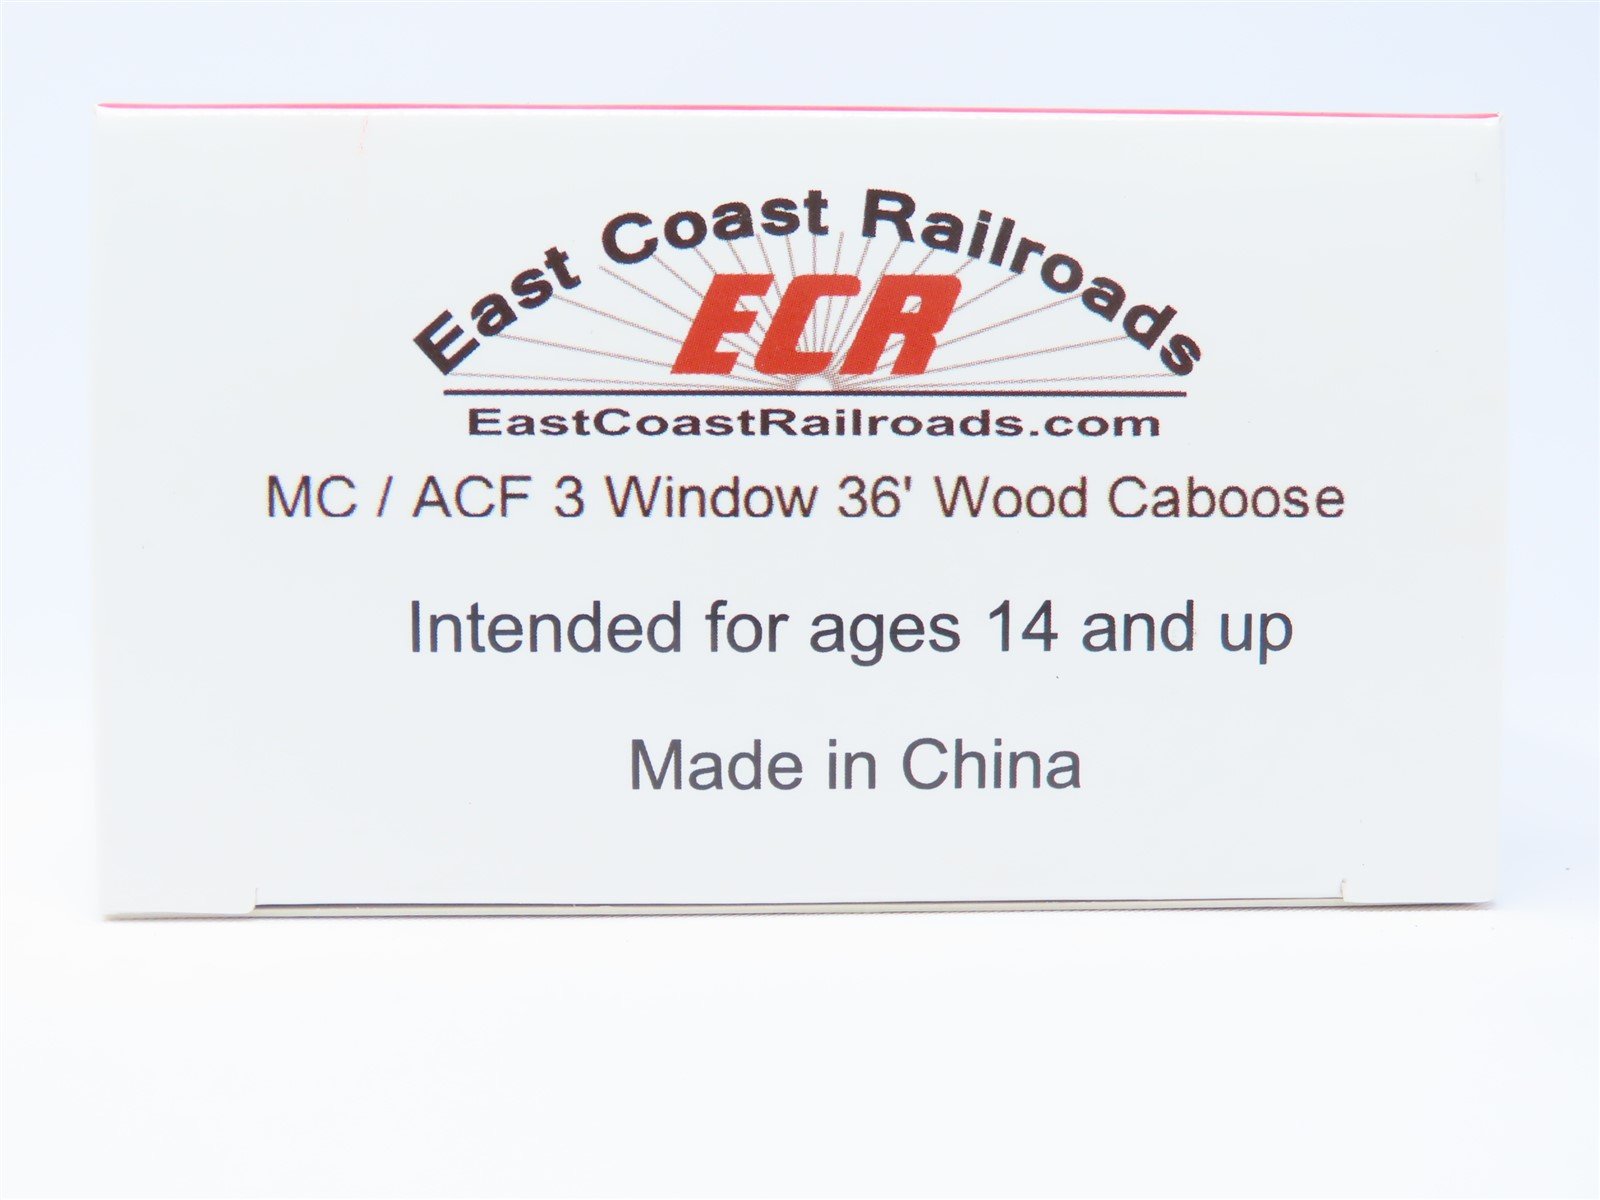 East Coast Railroads
ECR
EastCoastRailroads.com
MC / ACF 3 Window 36' Wood Caboose
Intended for ages 14 and up
Made in China